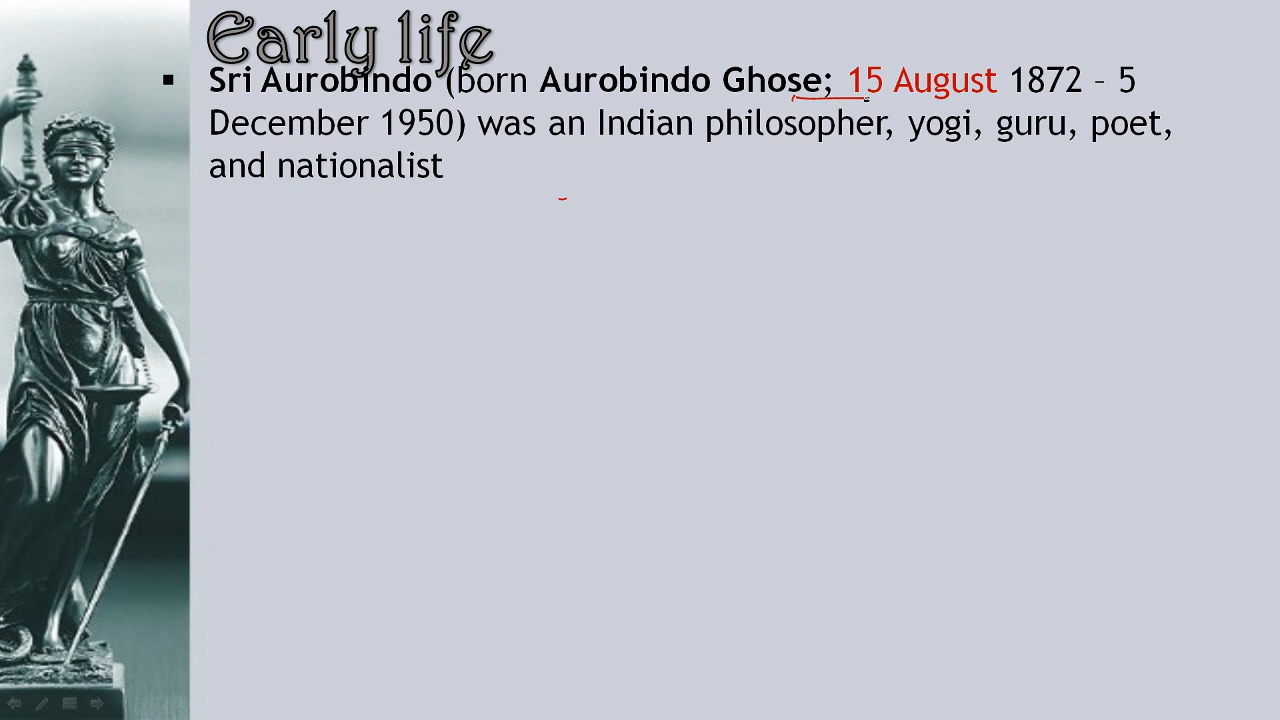 Early life
▪ Sri Aurobindo (born Aurobindo Ghose; 15 August 1872 – 5
December 1950) was an Indian philosopher, yogi, guru, poet,
and nationalist